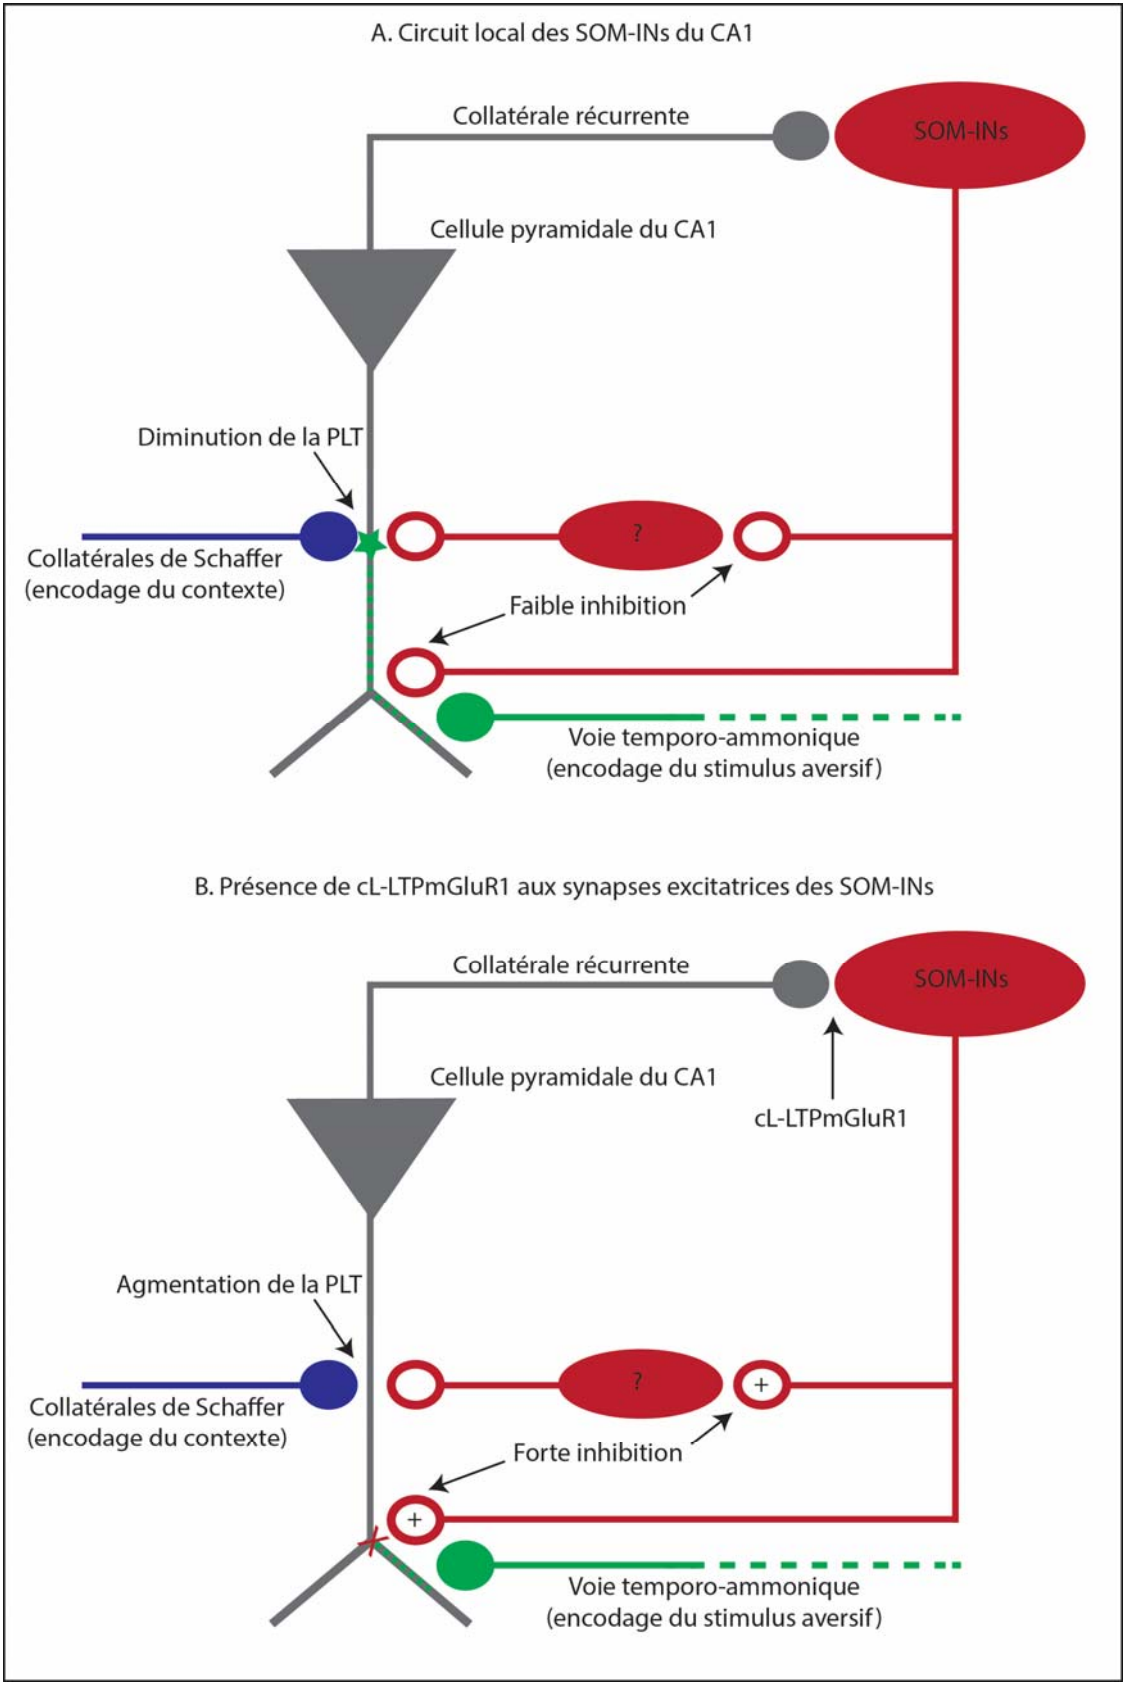 A. Circuit local des SOM-INs du CA1
Collatérale récurrente
SOM-INs
Cellule pyramidale du CA1
Diminution de la PLT
?
Collatérales de Schaffer
(encodage du contexte)
Faible inhibition
Voie temporo-ammonique
(encodage du stimulus aversif)
B. Présence de cL-LTPmGluR1 aux synapses excitatrices des SOM-INs
Collatérale récurrente
SOM-INs
Cellule pyramidale du CA1
cL-LTPmGluR1
Agmentation de la PLT
?
+
Collatérales de Schaffer
(encodage du contexte)
Forte inhibition
+
Voie temporo-ammonique
(encodage du stimulus aversif)